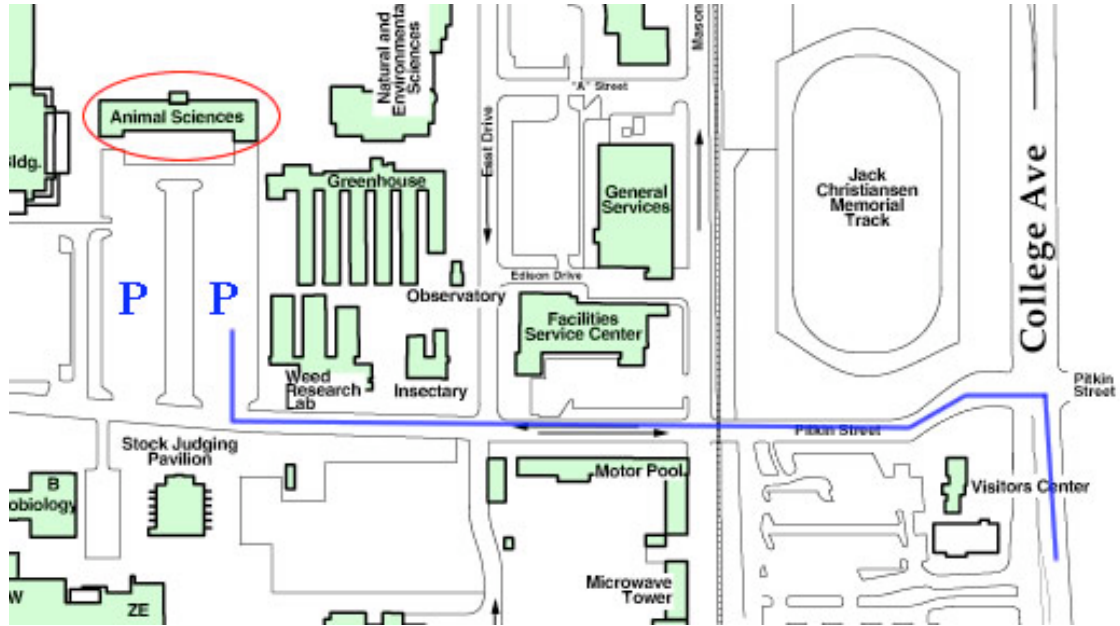 Natural and
Environmental
Sciences
Mason
"A" Street
Animal Sciences
East Drive
College Ave
Bldg.
Greenhouse
General
Services
Jack
Christiansen
Memorial
Track
P P
Edison Drive
Observatory
Facilities
Service Center
Weed
Research
Lab
Insectary
Pitkin
Street
Pitkin Street
Stock Judging
Pavilion
Motor Pool
Visitors Center
B
obiology
Microwave
Tower
W
ZE